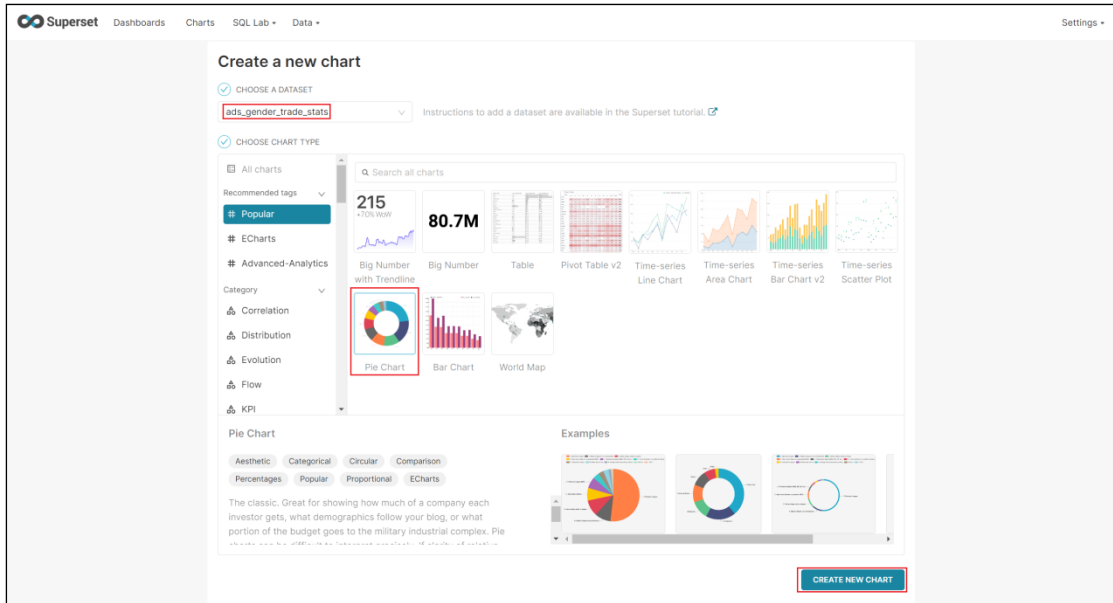 Superset Dashboards Charts SQL Lab Data Settings
Create a new chart
CHOOSE A DATASET
ads_gender_trade_stats Instructions to add a dataset are available in the Superset tutorial.
CHOOSE CHART TYPE
All charts
Recommended tags
# Popular
# ECharts
# Advanced-Analytics
Category
Correlation
Distribution
Evolution
Flow
KPI
Search all charts
215
+70% WoW
80.7M
Big Number with Trendline
Big Number
Table
Pivot Table v2
Time-series Line Chart
Time-series Area Chart
Time-series Bar Chart v2
Time-series Scatter Plot
Pie Chart
Bar Chart
World Map
Pie Chart
Aesthetic Categorical Circular Comparison
Percentages Popular Proportional ECharts
The classic. Great for showing how much of a company each
investor gets, what demographics follow your blog, or what
portion of the budget goes to the military industrial complex. Pie
Examples
CREATE NEW CHART